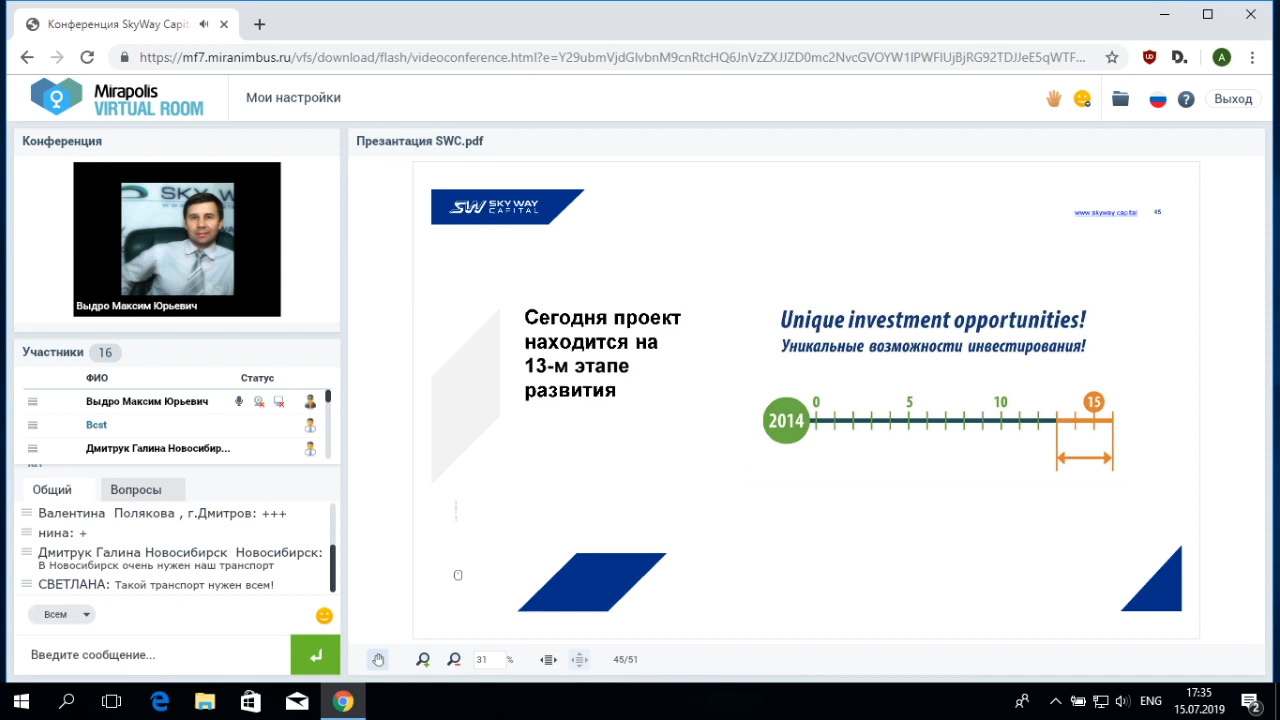 Конференция SkyWay Capit
https://mf7.miranimbus.ru/vfs/download/flash/videoconference.html?e=Y29ubmVjdGlvbnM9cnRtcHQ6JnVzZXJJZD0mc2NvcGVOYW1lPWFlUjBjRG92TDJJeE5qWTF...
Mirapolis
VIRTUAL ROOM
Мои настройки
Выход
Конференция
Выдро Максим Юрьевич
Участники 16
ФИО Статус
Выдро Максим Юрьевич
Bcst
Дмитрук Галина Новосибир...
Общий Вопросы
Валентина Полякова , г.Дмитров: +++
нина: +
Дмитрук Галина Новосибирск Новосибирск:
В Новосибирск очень нужен наш транспорт
СВЕТЛАНА: Такой транспорт нужен всем!
Всем
Введите сообщение...
Презантация SWC.pdf
SW SKY WAY
CAPITAL
www.skyway.capital 45
Сегодня проект
находится на
13-м этапе
развития
Unique investment opportunities!
Уникальные возможности инвестирования!
0 5 10 15
2014
31 % 45/51
ENG
17:35
15.07.2019
2